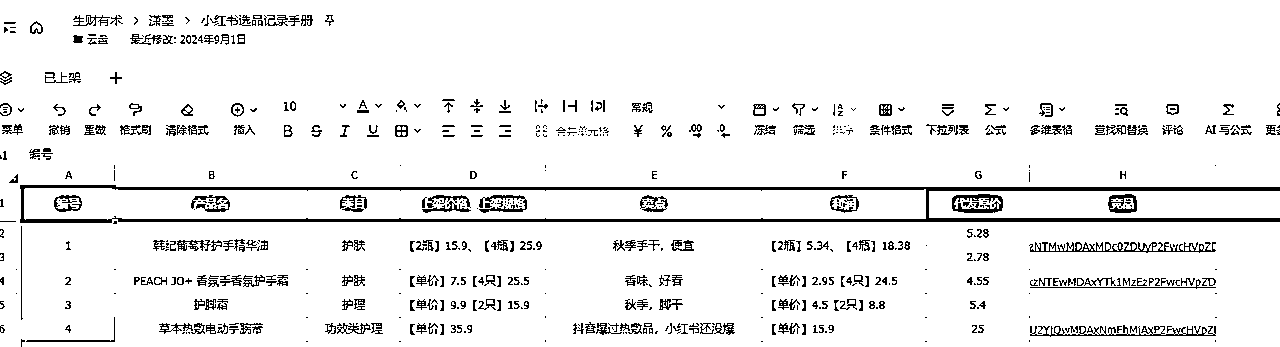 生财有术 > 潇墨 > 小红书选品记录手册
云盘 最近修改: 2024年9月1日
已上架 +
10 常规
菜单 撤销 重做 格式刷 清除格式 插入 B S I U 合并单元格 ¥ % .00 .0 冻结 筛选 排序 条件格式 下拉列表 公式 多维表格 查找和替换 评论 AI 写公式 更多
A1 编号
A B C D E F G H
1 编号 产品名 类目 上架价格、上架规格 卖点 利润 代发底价 竞品
2 1 韩纪葡萄籽护手精华油 护肤 【2瓶】15.9、【4瓶】25.9 秋季手干，便宜 【2瓶】5.34、【4瓶】18.38 5.28
3 2.78
4 2 PEACH JO+ 香氛手香氛护手霜 护肤 【单价】7.5【4只】25.5 香味、好看 【单价】2.95【4只】24.5 4.55
5 3 护脚霜 护理 【单价】9.9【2只】15.9 秋季，脚干 【单价】4.5【2只】8.8 5.4
6 4 草本热敷电动手腕带 功效类护理 【单价】35.9 抖音爆过热敷品，小红书还没爆 【单价】15.9 25